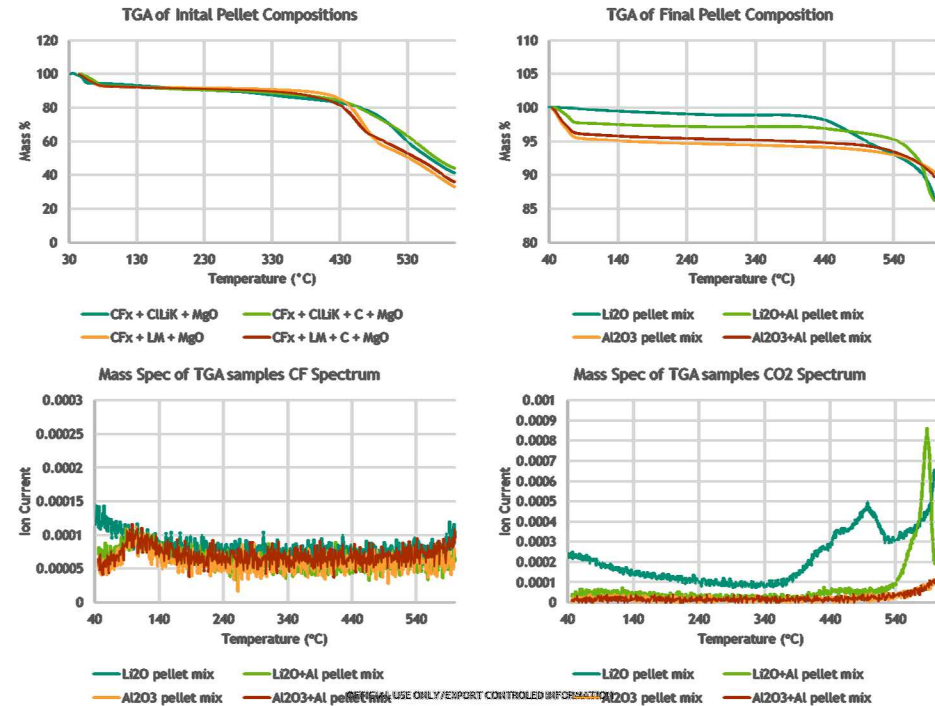 TGA of Inital Pellet Compositions
120
100
80
60
40
20
0
Mass %
30 130 230 330 430 530
Temperature (°C)
CFx + ClLiK + MgO CFx + ClLiK + C + MgO
CFx + LM + MgO CFx + LM + C + MgO
TGA of Final Pellet Composition
110
105
100
95
90
85
80
Mass %
40 140 240 340 440 540
Temperature (°C)
Li2O pellet mix Li2O+Al pellet mix
Al2O3 pellet mix Al2O3+Al pellet mix
Mass Spec of TGA samples CF Spectrum
0.0003
0.00025
0.0002
0.00015
0.0001
0.00005
0
Ion Current
40 140 240 340 440 540
Temperature (°C)
Li2O pellet mix Li2O+Al pellet mix
Al2O3 pellet mix Al2O3+Al pellet mix
Mass Spec of TGA samples CO2 Spectrum
0.001
0.0009
0.0008
0.0007
0.0006
0.0005
0.0004
0.0003
0.0002
0.0001
0
Ion Current
40 140 240 340 440 540
Temperature (°C)
Li2O pellet mix Li2O+Al pellet mix
Al2O3 pellet mix Al2O3+Al pellet mix
OFFICIAL USE ONLY/EXPORT CONTROLED INFORMATION